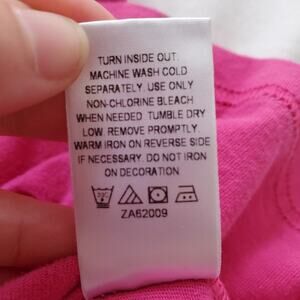 TURN INSIDE OUT.
MACHINE WASH COLD
SEPARATELY. USE ONLY
NON-CHLORINE BLEACH
WHEN NEEDED. TUMBLE DRY
LOW. REMOVE PROMPTLY.
WARM IRON ON REVERSE SIDE
IF NECESSARY. DO NOT IRON
ON DECORATION
ZA62009